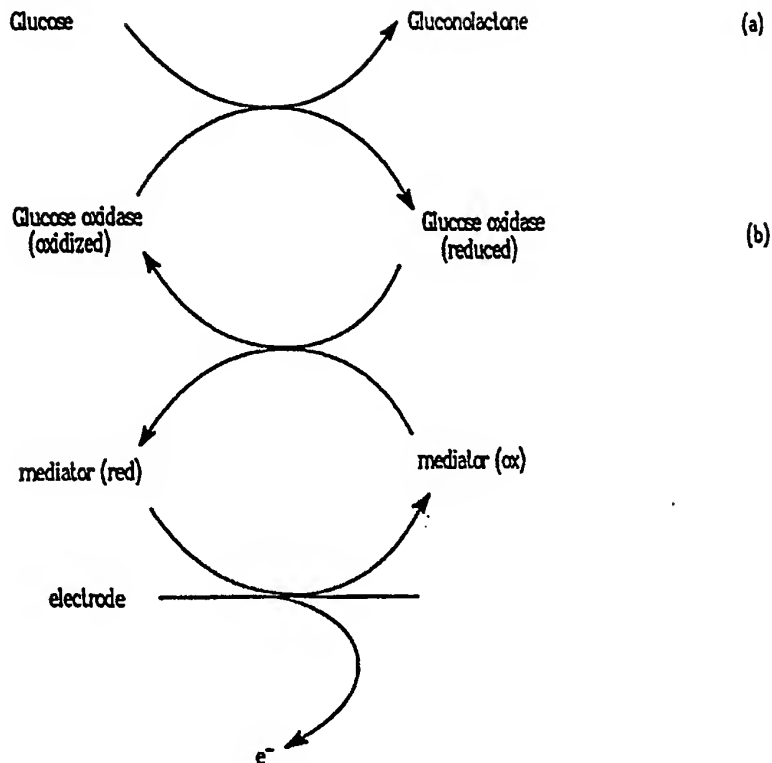 Glucose Gluconolactone (a)
Glucose oxidase
(oxidized)
Glucose oxidase
(reduced)
(b)
mediator (red) mediator (ox)
electrode
e⁻